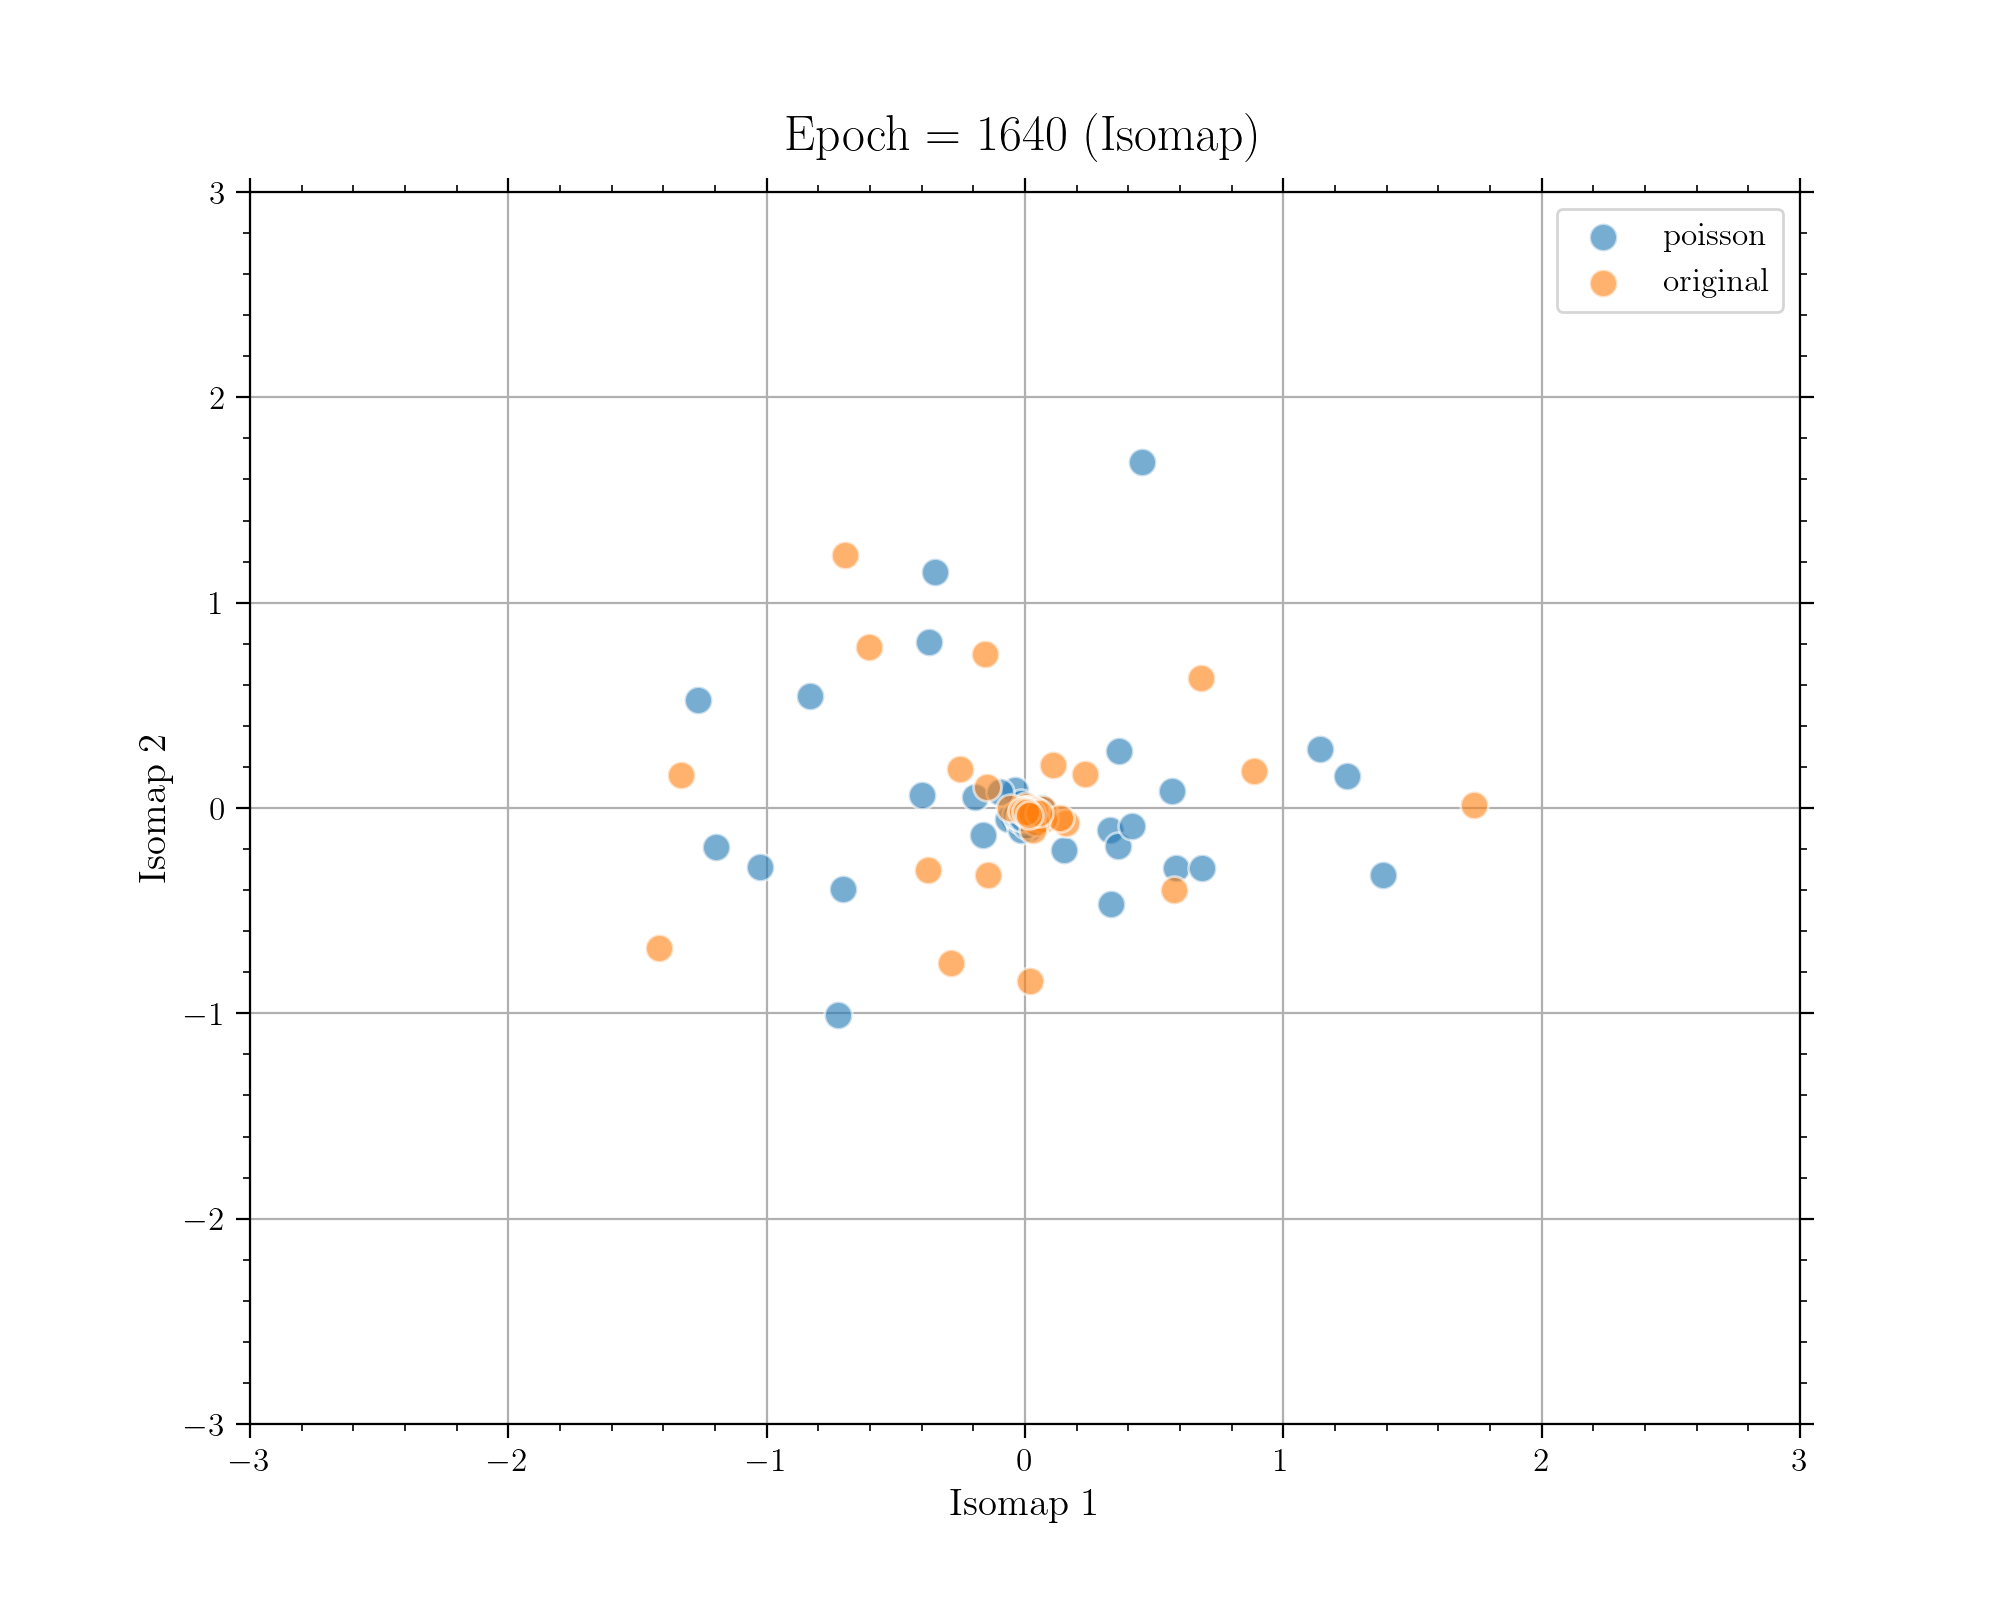 Epoch = 1640 (Isomap)
poisson
original
3
2
1
0
−1
−2
−3
Isomap 2
−3
−2
−1
0
1
2
3
Isomap 1